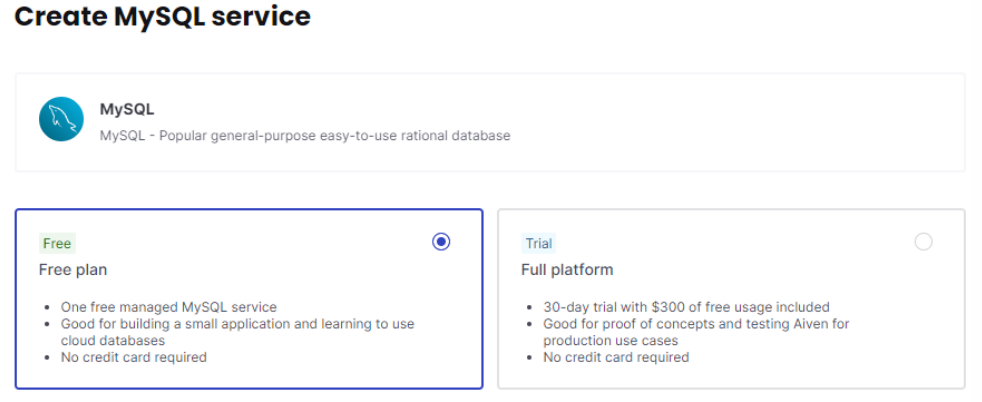 Create MySQL service
MySQL
MySQL - Popular general-purpose easy-to-use rational database
Free
Free plan
• One free managed MySQL service
• Good for building a small application and learning to use
cloud databases
• No credit card required
Trial
Full platform
• 30-day trial with $300 of free usage included
• Good for proof of concepts and testing Aiven for
production use cases
• No credit card required